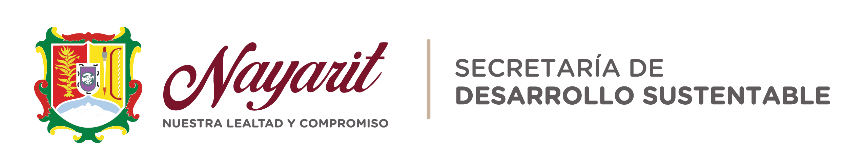 Nayarit
NUESTRA LEALTAD Y COMPROMISO
SECRETARÍA DE
DESARROLLO SUSTENTABLE